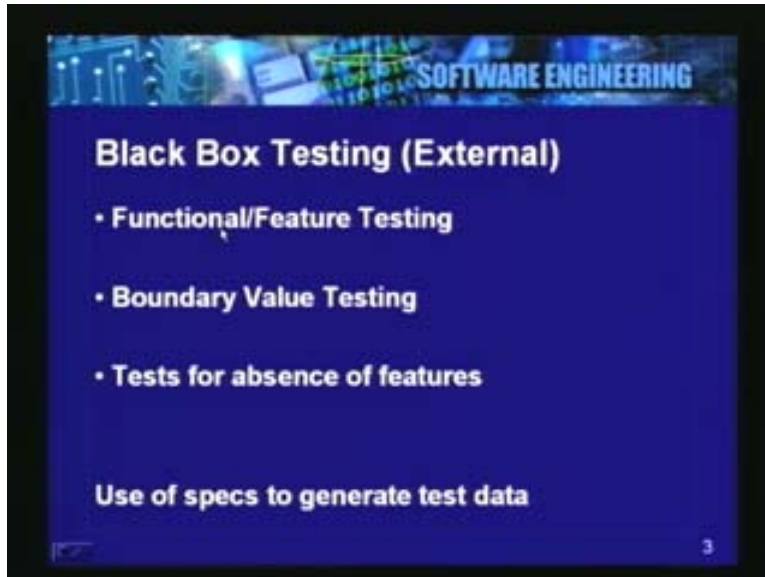 SOFTWARE ENGINEERING
Black Box Testing (External)
• Functional/Feature Testing
• Boundary Value Testing
• Tests for absence of features
Use of specs to generate test data
3